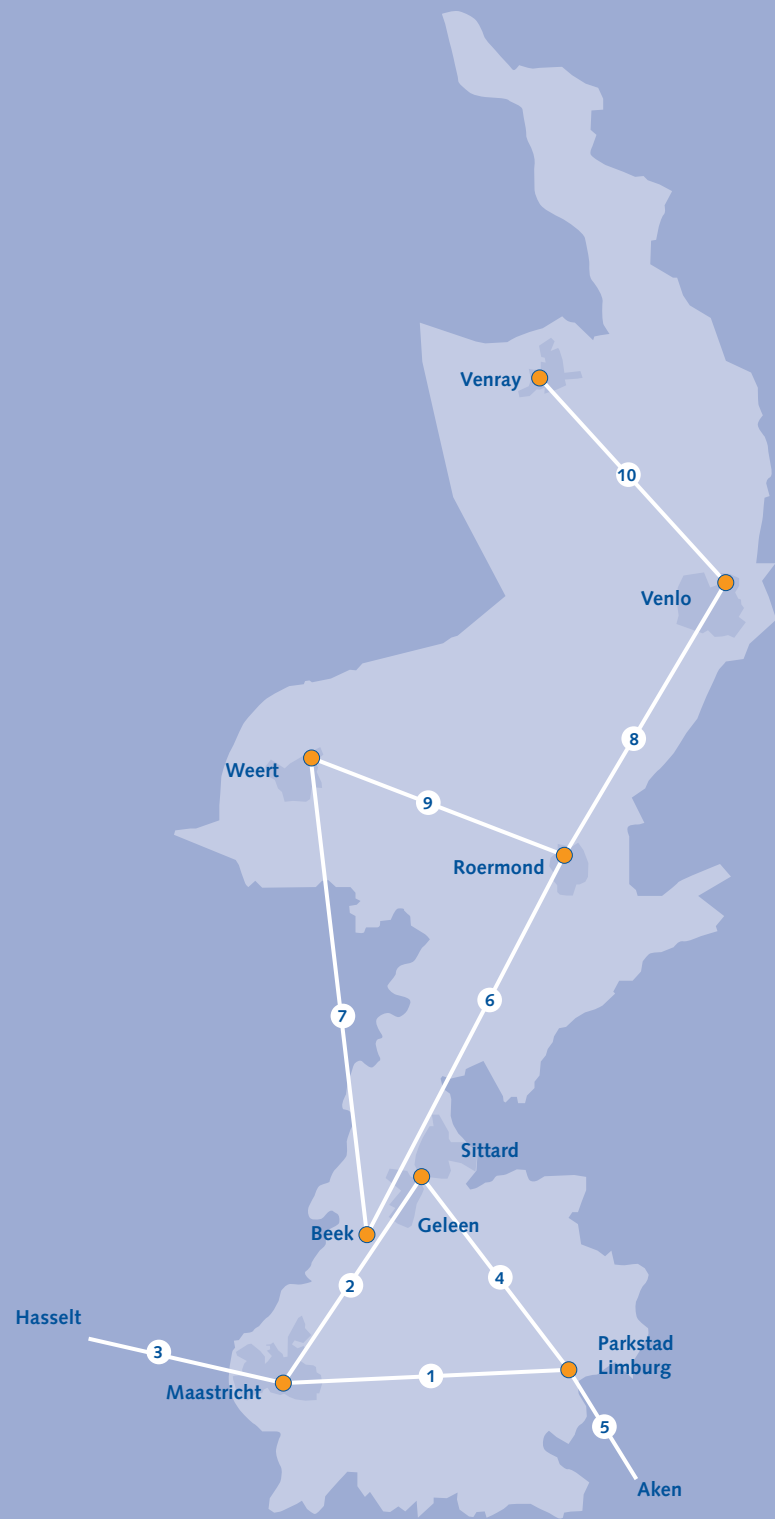 Venray
10
Venlo
8
Weert
9
Roermond
6
7
Sittard
Geleen
Beek
4
2
Hasselt
3
Parkstad
Limburg
1
Maastricht
5
Aken